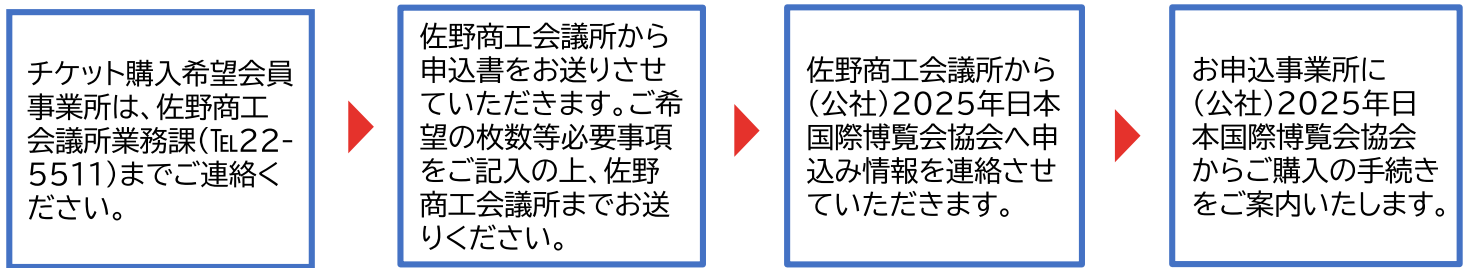 チケット購入希望会員
事業所は、佐野商工
会議所業務課(℡22-
5511)までご連絡く
ださい。
佐野商工会議所から
申込書をお送りさせ
ていただきます。ご希
望の枚数等必要事項
をご記入の上、佐野
商工会議所までお送
りください。
佐野商工会議所から
(公社)2025年日本
国際博覧会協会へ申
込み情報を連絡させ
ていただきます。
お申込事業所に
(公社)2025年日
本国際博覧会協会
からご購入の手続き
をご案内いたします。